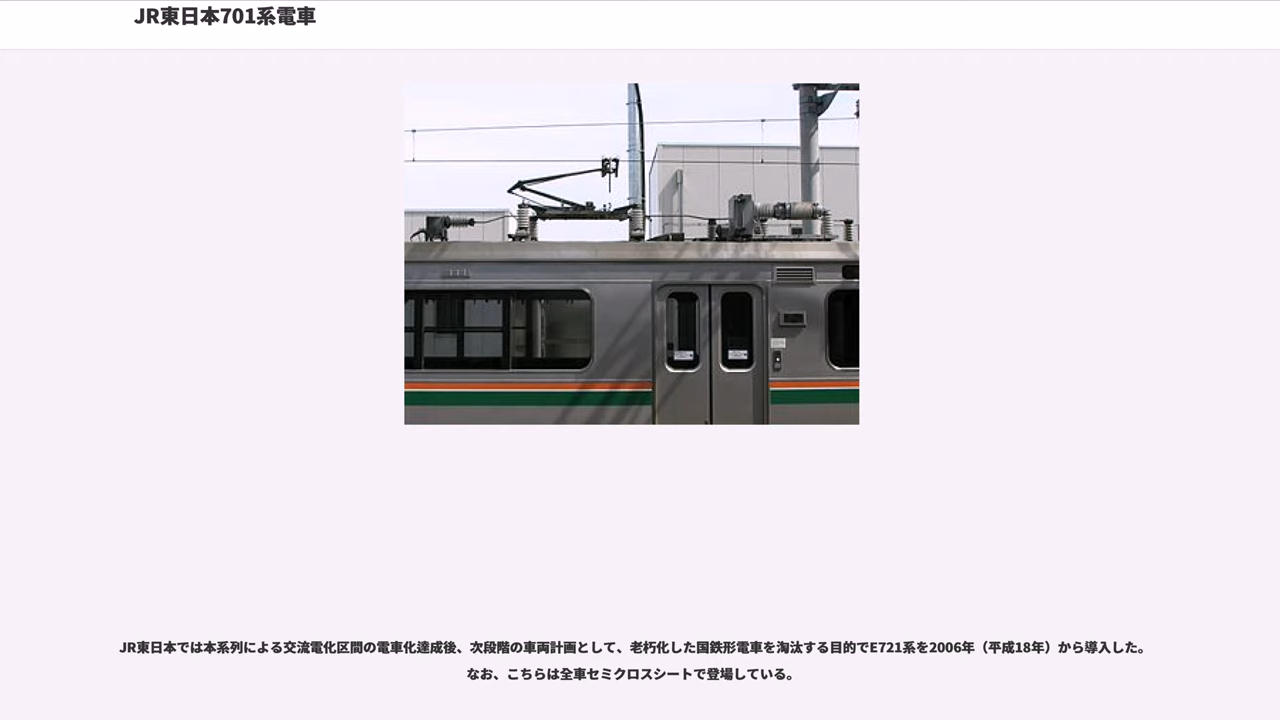 JR東日本701系電車
JR東日本では本系列による交流電化区間の電車化達成後、次段階の車両計画として、老朽化した国鉄形電車を淘汰する目的でE721系を2006年（平成18年）から導入した。
なお、こちらは全車セミクロスシートで登場している。